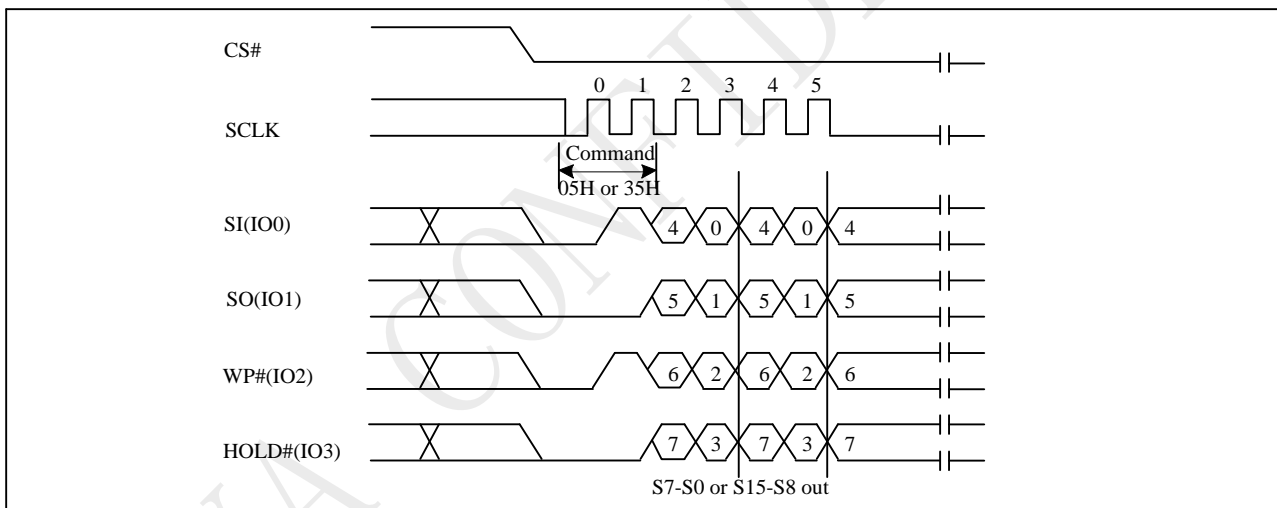 CS#
0 1 2 3 4 5
SCLK
Command
05H or 35H
SI(IO0) 4 0 4 0 4
SO(IO1) 5 1 5 1 5
WP#(IO2) 6 2 6 2 6
HOLD#(IO3) 7 3 7 3 7
S7-S0 or S15-S8 out